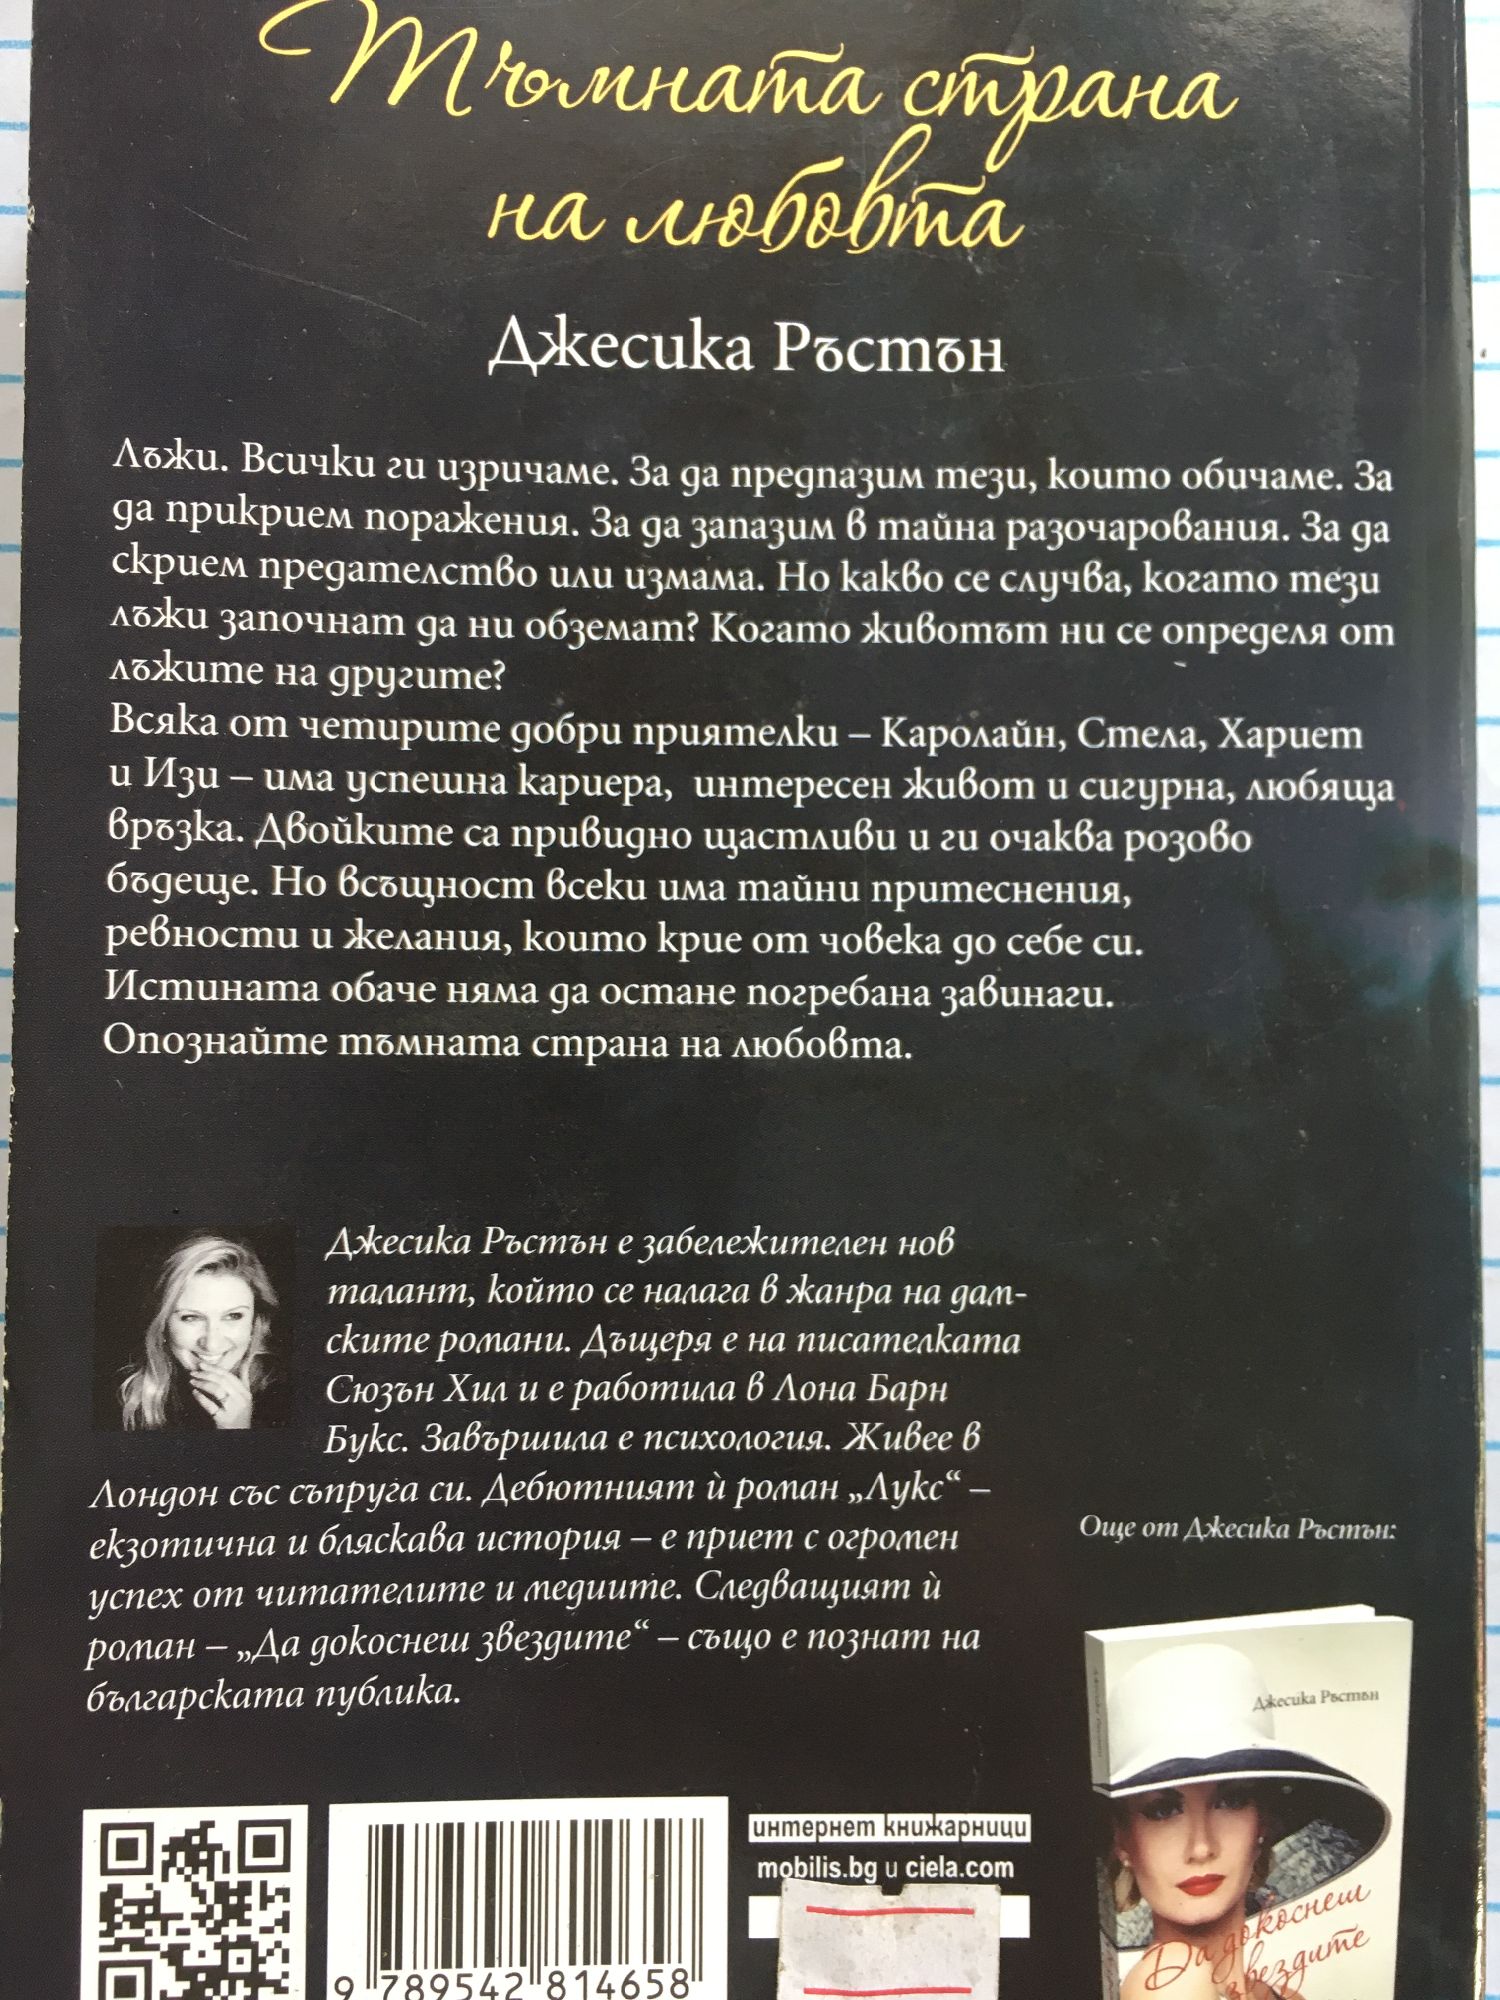 Тъмната страна
на любовта
Джесика Ръстън
Лъжи. Всички ги изричаме. За да предпазим тези, които обичаме. За
да прикрием поражения. За да запазим в тайна разочарования. За да
скрием предателство или измама. Но какво се случва, когато тези
лъжи започнат да ни обземат? Когато животът ни се определя от
лъжите на другите?
Всяка от четирите добри приятелки – Каролайн, Стела, Хариет
и Изи – има успешна кариера, интересен живот и сигурна, любяща
връзка. Двойките са привидно щастливи и ги очаква розово
бъдеще. Но всъщност всеки има тайни притеснения,
ревности и желания, които крие от човека до себе си.
Истината обаче няма да остане погребана завинаги.
Опознайте тъмната страна на любовта.
Джесика Ръстън е забележителен нов
талант, който се налага в жанра на дам-
ските романи. Дъщеря е на писателката
Сюзън Хил и е работила в Лона Барн
Букс. Завършила е психология. Живее в
Лондон със съпруга си. Дебютният ѝ роман „Лукс“ –
екзотична и бляскава история – е приет с огромен
успех от читателите и медиите. Следващият ѝ
роман – „Да докоснеш звездите“ – също е познат на
българската публика.
Още от Джесика Ръстън:
Джесика Ръстън
Да докоснеш
звездите
интернет книжарници
mobilis.bg и ciela.com
9 789542 814658